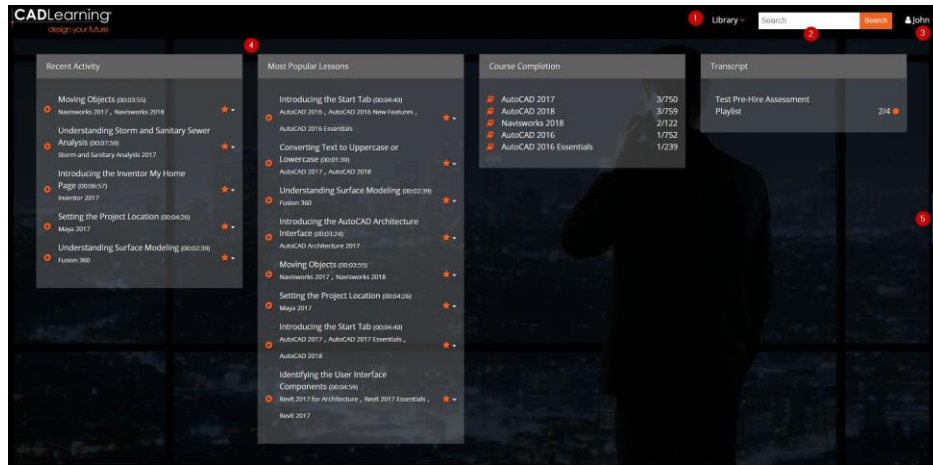 CADLearning
design your future
1 Library
Search
Search
2
John
3
4
Recent Activity
Moving Objects (00:03:55)
Navisworks 2017 , Navisworks 2018
Understanding Storm and Sanitary Sewer
Analysis (00:07:59)
Storm and Sanitary Analysis 2017
Introducing the Inventor My Home
Page (00:06:57)
Inventor 2017
Setting the Project Location (00:04:26)
Maya 2017
Understanding Surface Modeling (00:02:39)
Fusion 360
Most Popular Lessons
Introducing the Start Tab (00:04:40)
AutoCAD 2016 , AutoCAD 2016 New Features ,
AutoCAD 2016 Essentials
Converting Text to Uppercase or
Lowercase (00:01:39)
AutoCAD 2017 , AutoCAD 2018
Understanding Surface Modeling (00:02:39)
Fusion 360
Introducing the AutoCAD Architecture
Interface (00:03:24)
AutoCAD Architecture 2017
Moving Objects (00:03:55)
Navisworks 2017 , Navisworks 2018
Setting the Project Location (00:04:26)
Maya 2017
Introducing the Start Tab (00:04:40)
AutoCAD 2017 , AutoCAD 2017 Essentials ,
AutoCAD 2018
Identifying the User Interface
Components (00:04:59)
Revit 2017 for Architecture , Revit 2017 Essentials ,
Revit 2017
Course Completion
AutoCAD 2017 3/750
AutoCAD 2018 3/759
Navisworks 2018 2/122
AutoCAD 2016 1/752
AutoCAD 2016 Essentials 1/239
Transcript
Test Pre-Hire Assessment
Playlist 2/4
5